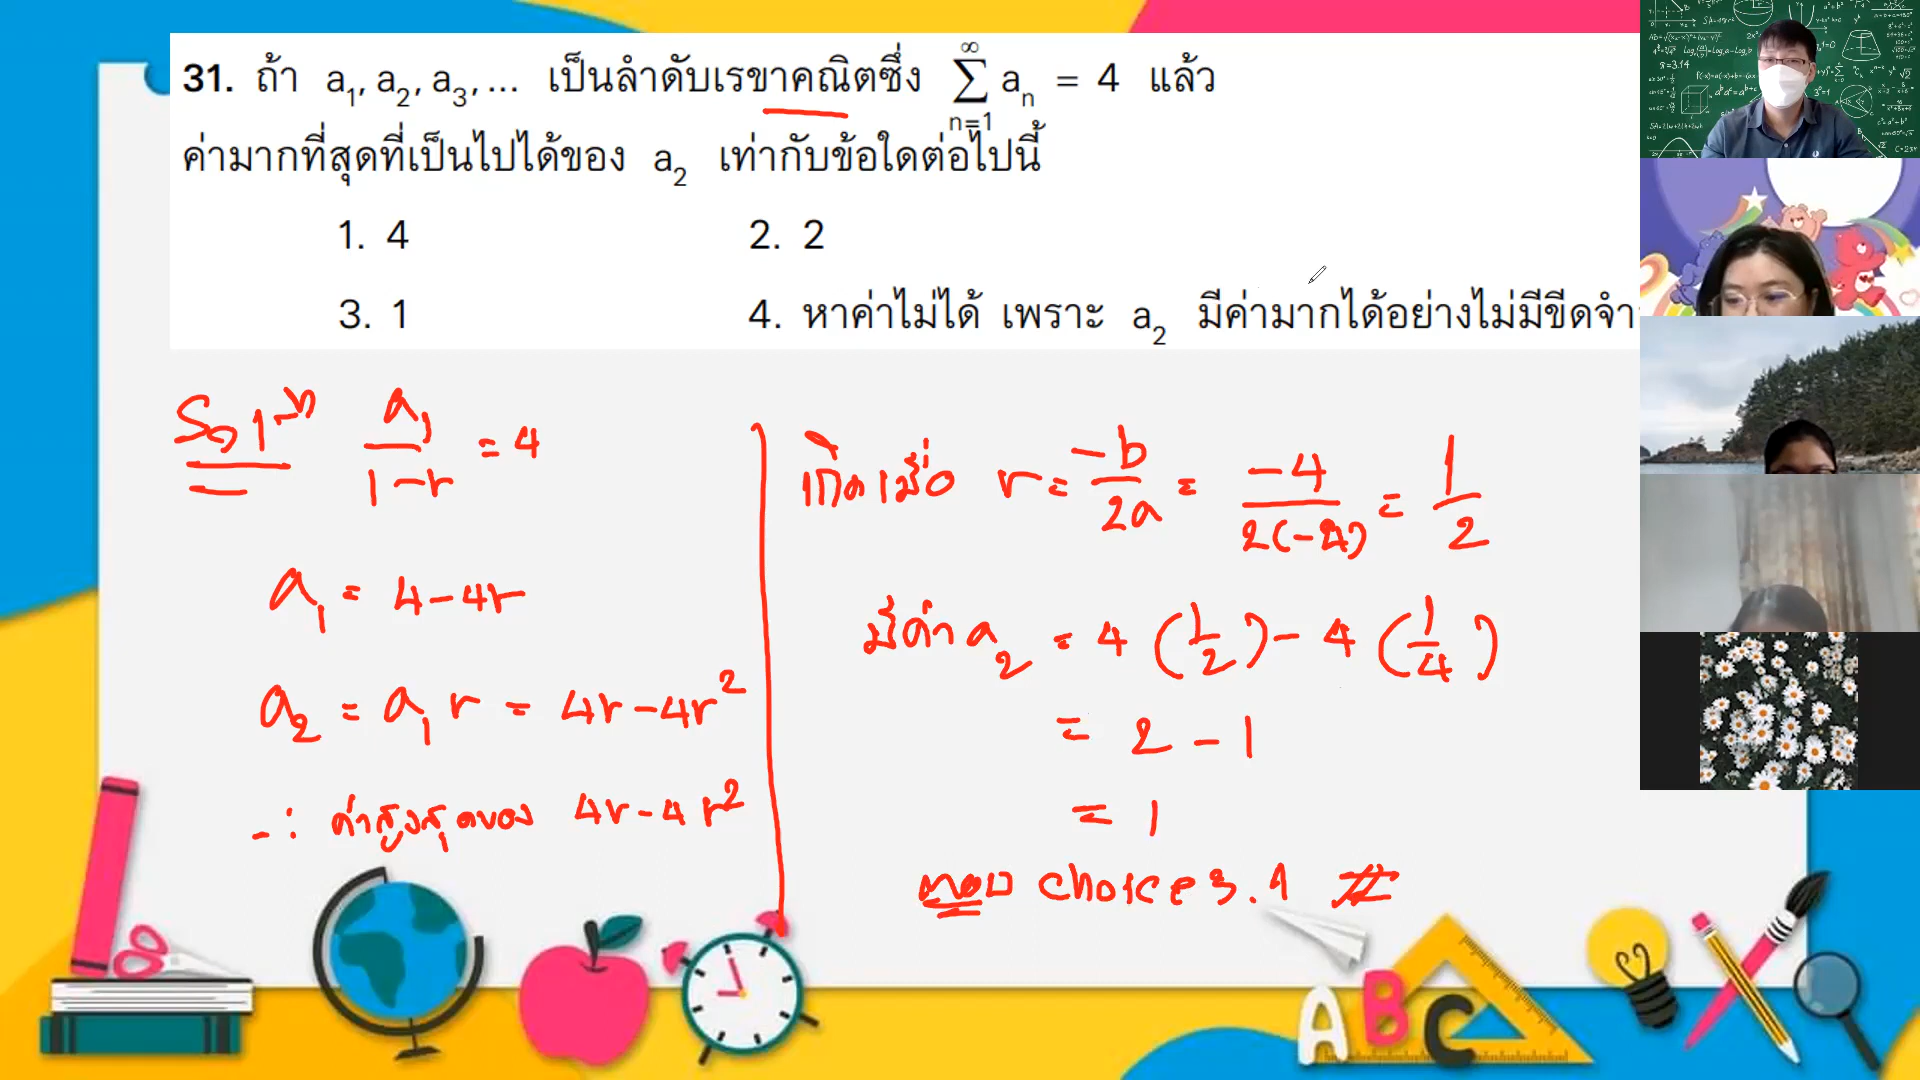 31. ถ้า a₁, a₂, a₃, ... เป็นลำดับเรขาคณิตซึ่ง ∞ Σ n=1 aₙ = 4 แล้ว
ค่ามากที่สุดที่เป็นไปได้ของ a₂ เท่ากับข้อใดต่อไปนี้
1. 4
2. 2
3. 1
4. หาค่าไม่ได้ เพราะ a₂ มีค่ามากได้อย่างไม่มีขีดจำ
a₁ / 1-r = 4
a₁ = 4-4r
a₂ = a₁ r = 4r-4r²
∴ ค่าสูงสุดของ 4r-4r²
เกิดเมื่อ r = -b/2a = -4/2(-4) = 1/2
มีค่า a₂ = 4(1/2) - 4(1/4)
= 2 - 1
= 1
ตอบ choice 3. 1 #
ABC